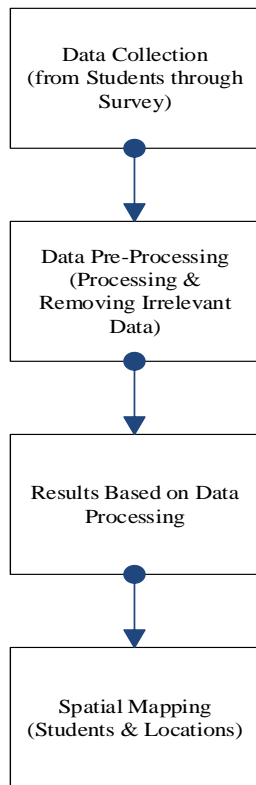 Data Collection
(from Students through
Survey)
Data Pre-Processing
(Processing &
Removing Irrelevant
Data)
Results Based on Data
Processing
Spatial Mapping
(Students & Locations)